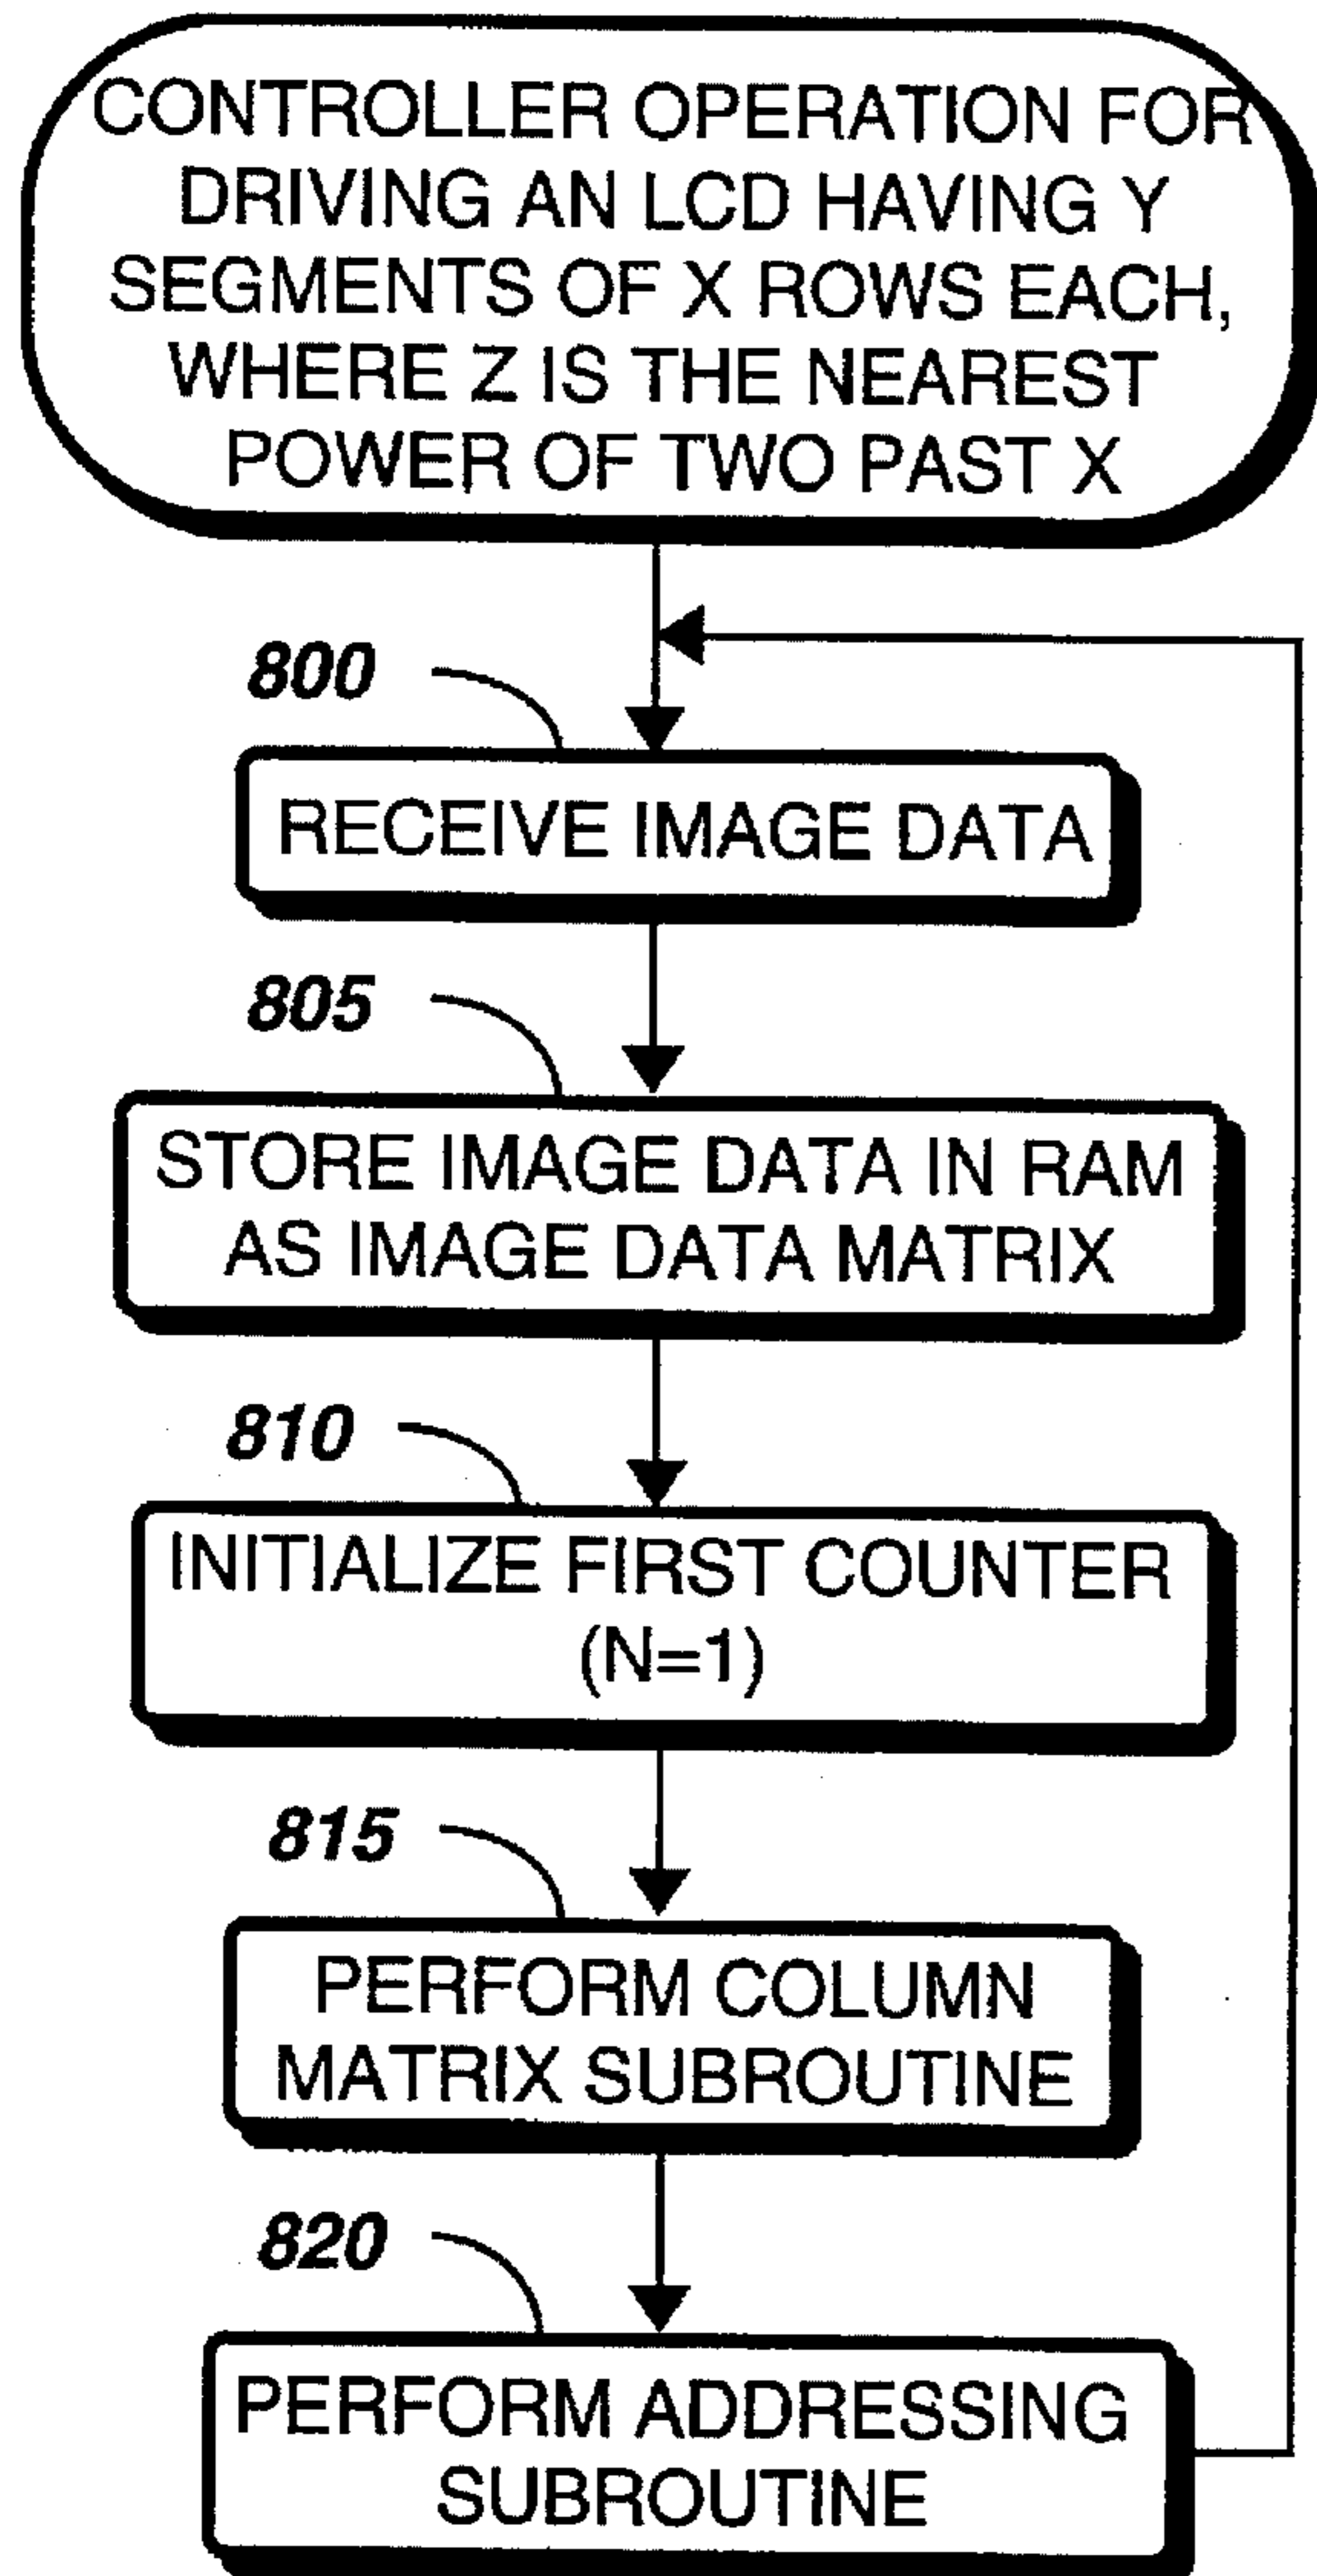 CONTROLLER OPERATION FOR
DRIVING AN LCD HAVING Y
SEGMENTS OF X ROWS EACH,
WHERE Z IS THE NEAREST
POWER OF TWO PAST X
800
RECEIVE IMAGE DATA
805
STORE IMAGE DATA IN RAM
AS IMAGE DATA MATRIX
810
INITIALIZE FIRST COUNTER
(N=1)
815
PERFORM COLUMN
MATRIX SUBROUTINE
820
PERFORM ADDRESSING
SUBROUTINE